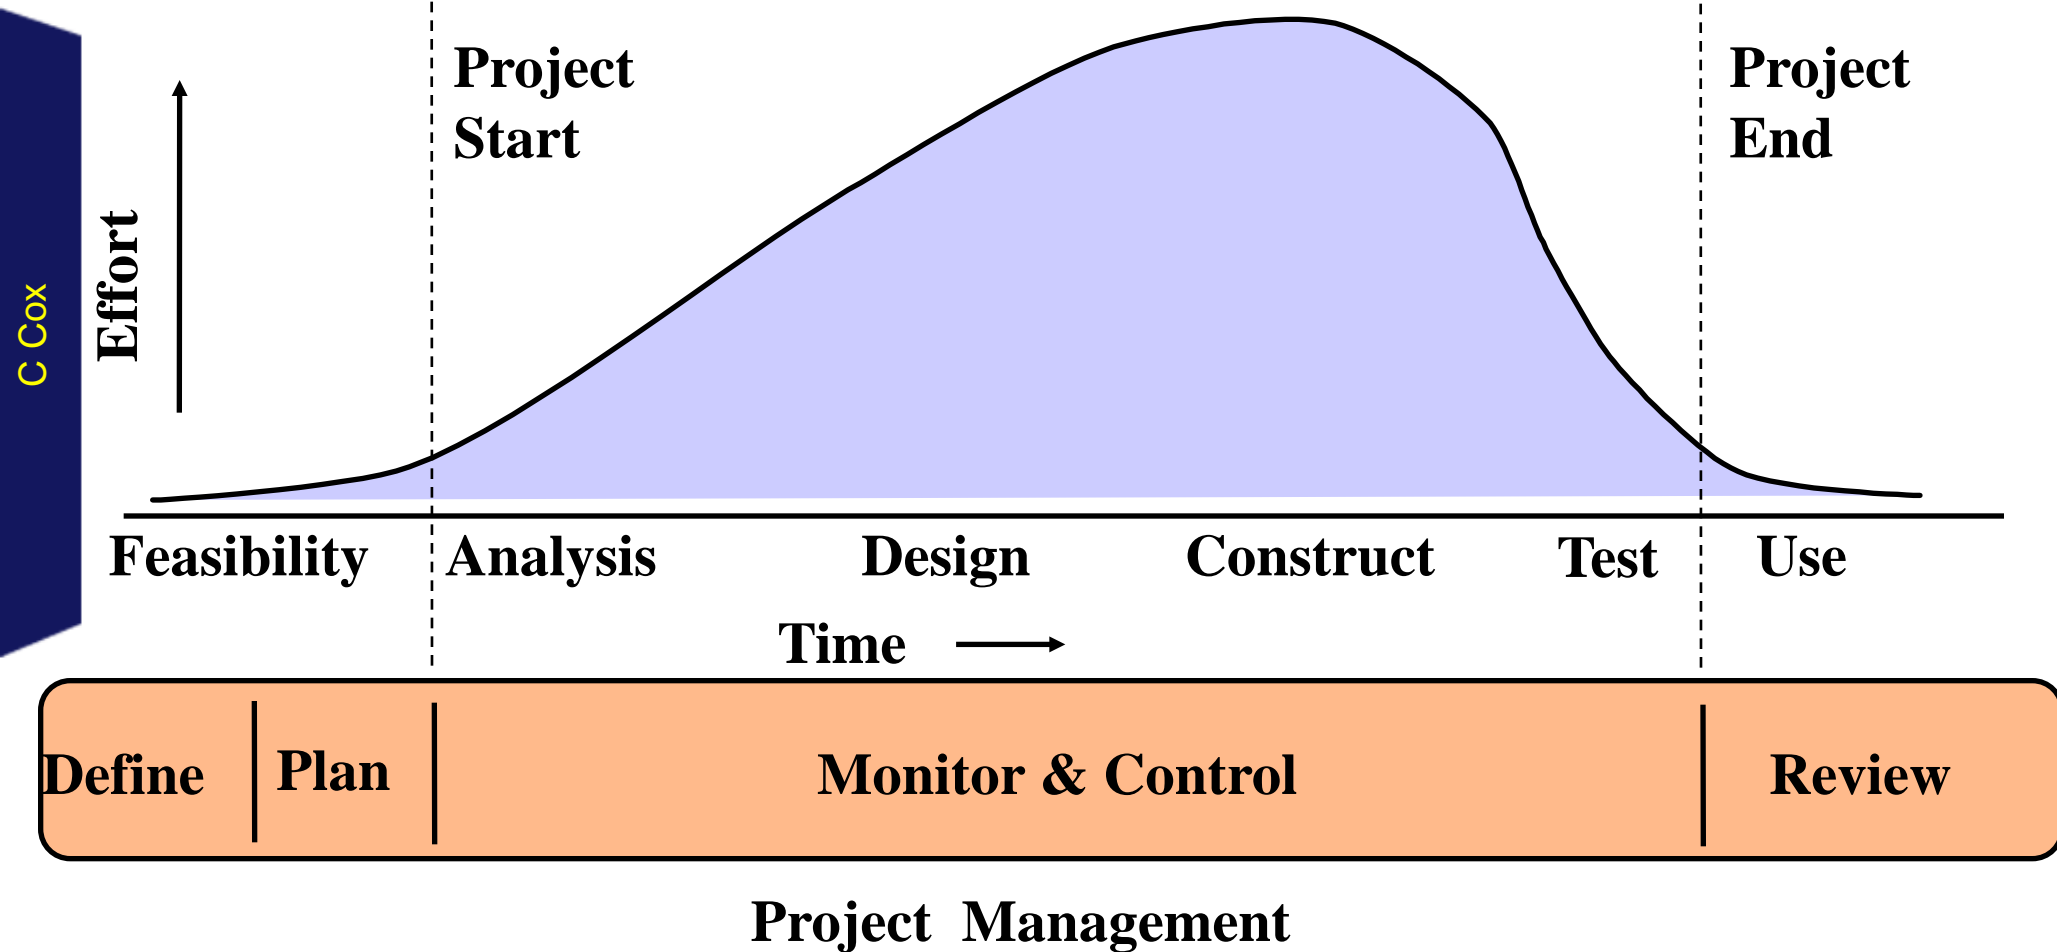 C Cox
Effort
Project
Start
Project
End
Feasibility Analysis Design Construct Test Use
Time
Define Plan Monitor & Control Review
Project Management